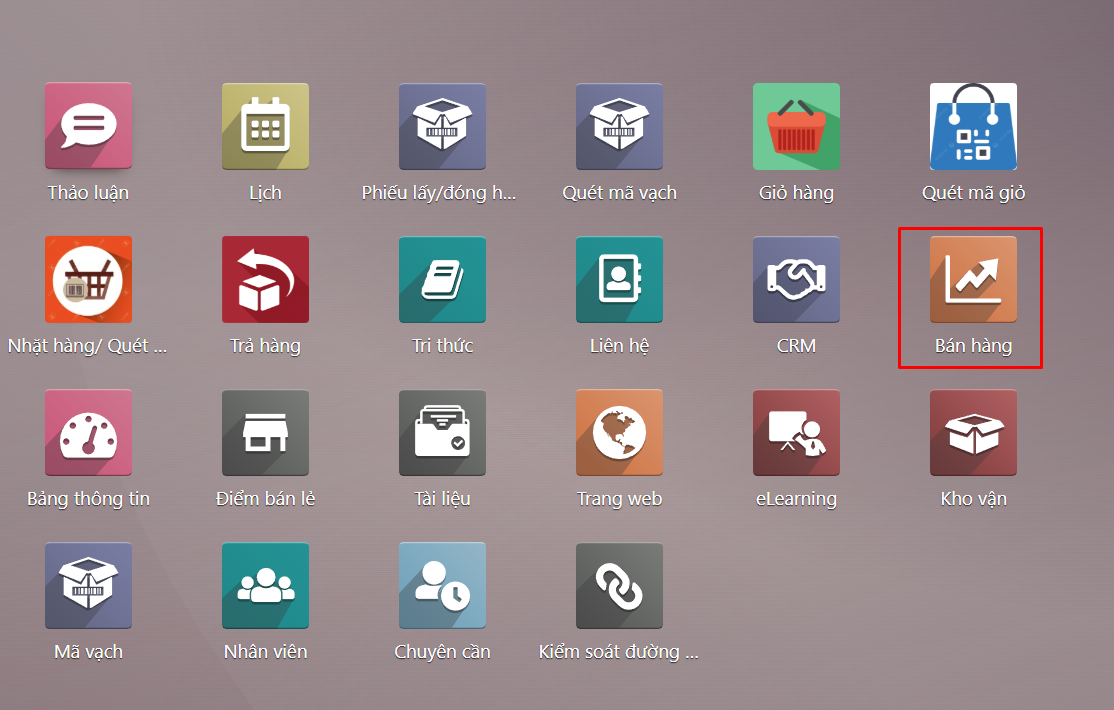 Thảo luận
Lịch
Phiếu lấy/đóng h...
Quét mã vạch
Giỏ hàng
Quét mã giỏ
Nhặt hàng/ Quét ...
Trả hàng
Tri thức
Liên hệ
CRM
Bán hàng
Bảng thông tin
Điểm bán lẻ
Tài liệu
Trang web
eLearning
Kho vận
Mã vạch
Nhân viên
Chuyên cần
Kiểm soát đường ...